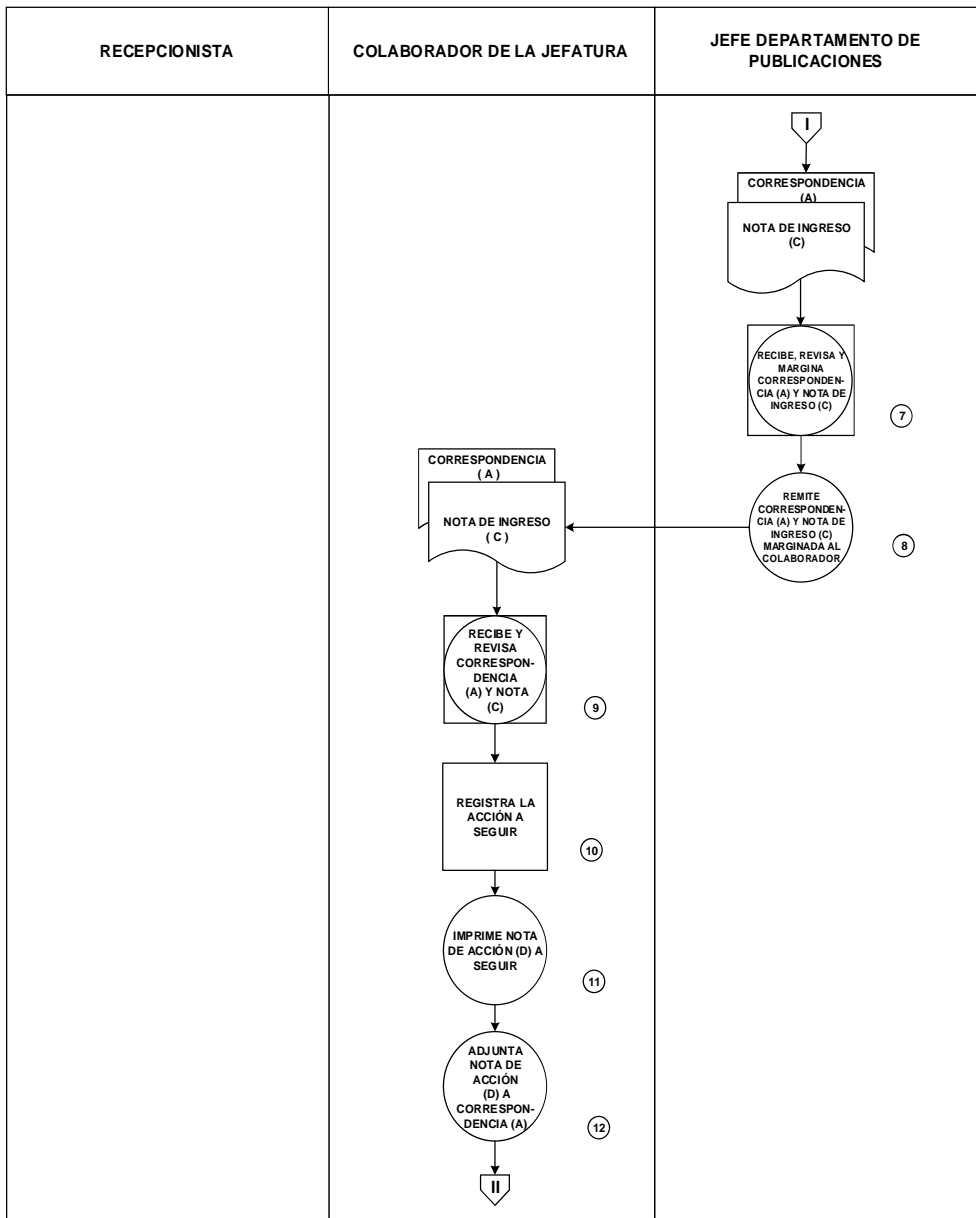 RECEPCIONISTA
COLABORADOR DE LA JEFATURA
JEFE DEPARTAMENTO DE
PUBLICACIONES
I
CORRESPONDENCIA
(A)
NOTA DE INGRESO
(C)
RECIBE, REVISA Y
MARGINA
CORRESPONDEN-
CIA (A) Y NOTA DE
INGRESO (C)
7
REMITE
CORRESPONDEN-
CIA (A) Y NOTA DE
INGRESO (C)
MARGINADA AL
COLABORADOR
8
CORRESPONDENCIA
( A )
NOTA DE INGRESO
( C )
RECIBE Y
REVISA
CORRESPON-
DENCIA
(A) Y NOTA
(C)
9
REGISTRA LA
ACCIÓN A
SEGUIR
10
IMPRIME NOTA
DE ACCIÓN (D) A
SEGUIR
11
ADJUNTA
NOTA DE
ACCIÓN
(D) A
CORRESPON-
DENCIA (A)
12
II